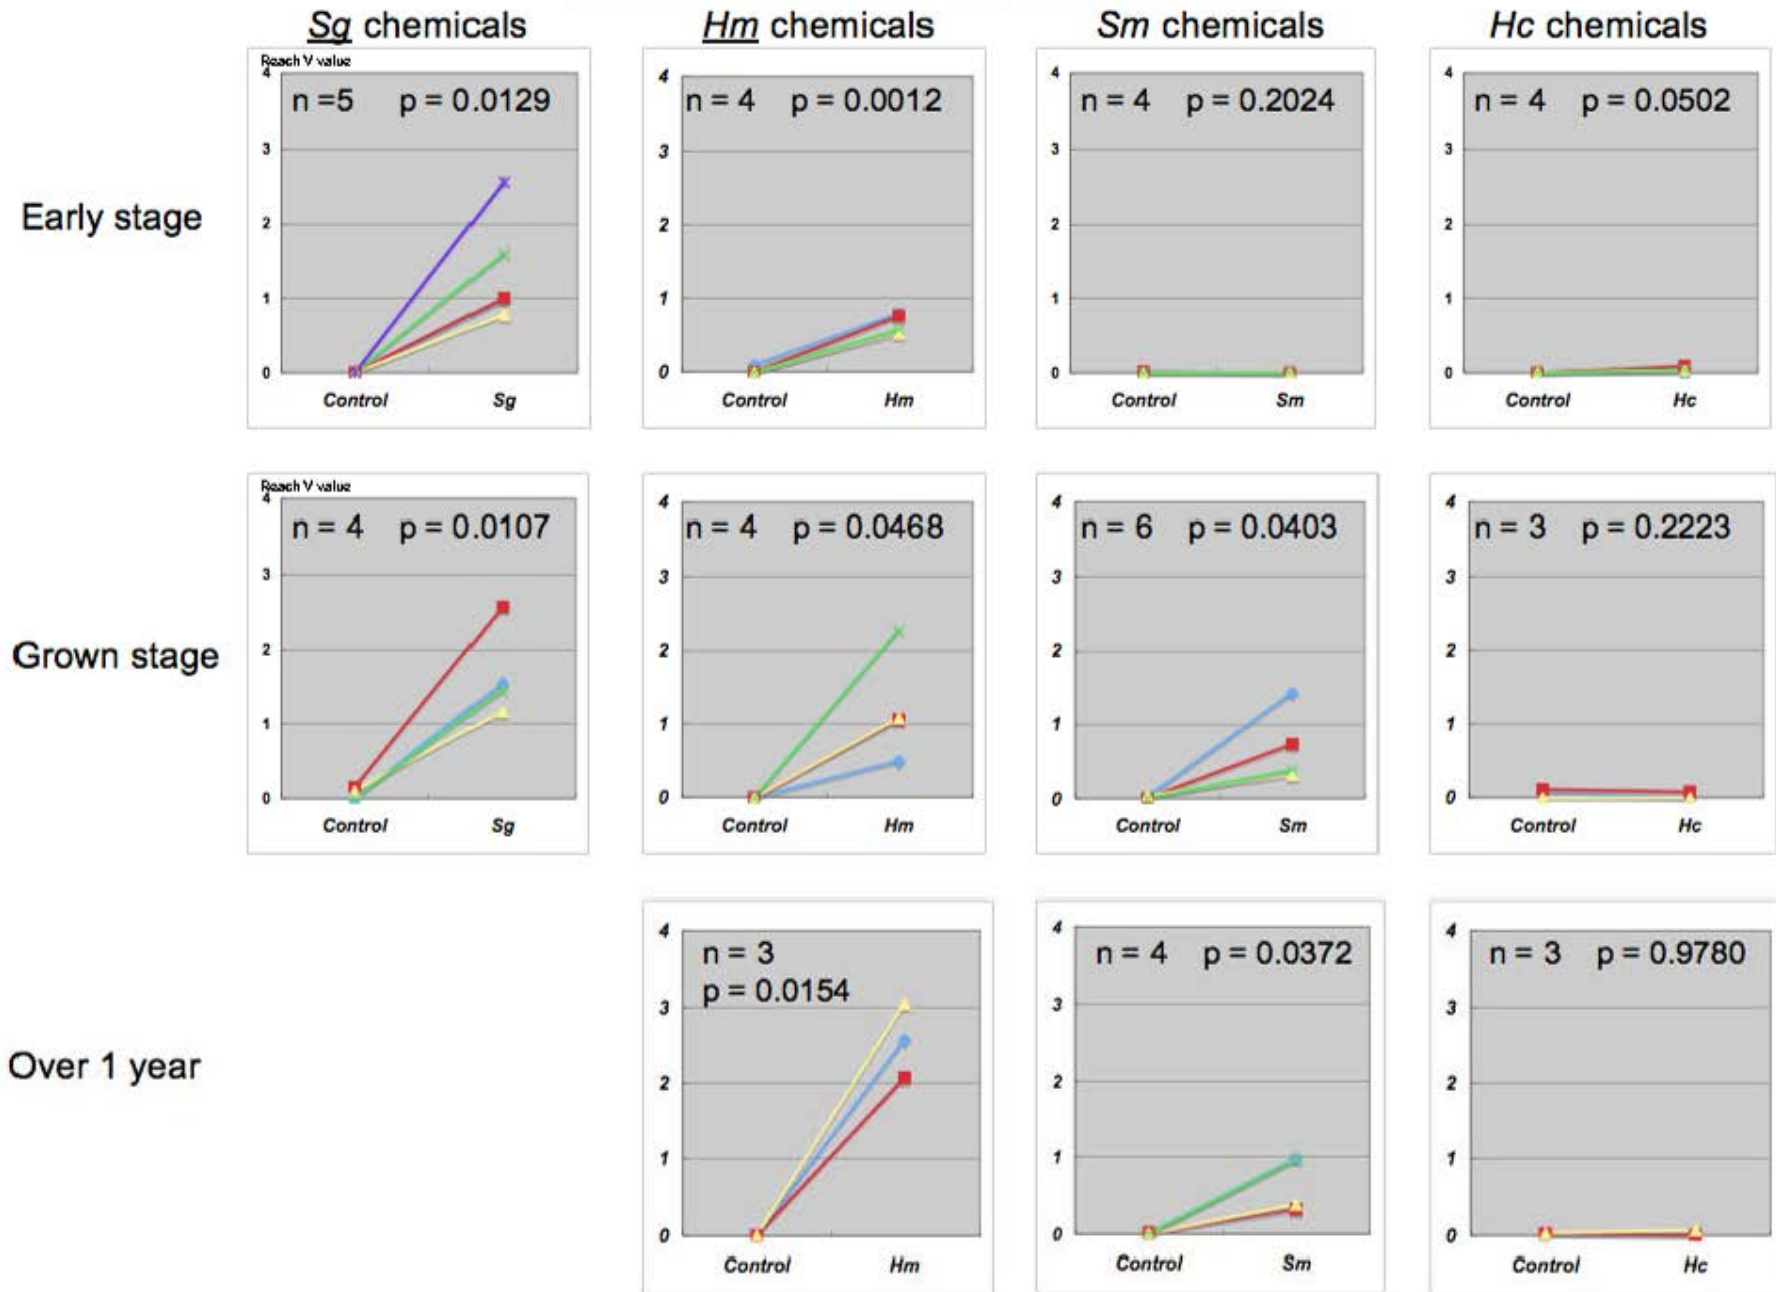 Sg chemicals
Hm chemicals
Sm chemicals
Hc chemicals
Early stage
Reach V value
4
3
2
1
0
n =5 p = 0.0129
Control Sg
4
3
2
1
0
n = 4 p = 0.0012
Control Hm
4
3
2
1
0
n = 4 p = 0.2024
Control Sm
4
3
2
1
0
n = 4 p = 0.0502
Control Hc
Grown stage
Reach V value
4
3
2
1
0
n = 4 p = 0.0107
Control Sg
4
3
2
1
0
n = 4 p = 0.0468
Control Hm
4
3
2
1
0
n = 6 p = 0.0403
Control Sm
4
3
2
1
0
n = 3 p = 0.2223
Control Hc
Over 1 year
4
3
2
1
0
n = 3
p = 0.0154
Control Hm
4
3
2
1
0
n = 4 p = 0.0372
Control Sm
4
3
2
1
0
n = 3 p = 0.9780
Control Hc